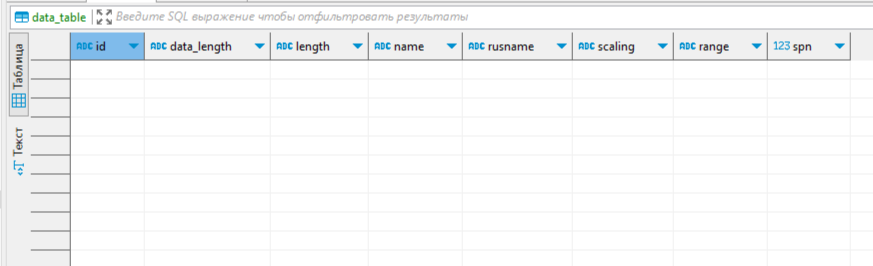 data_table Введите SQL выражение чтобы отфильтровать результаты
Таблица
ABC id ABC data_length ABC length ABC name ABC rusname ABC scaling ABC range 123 spn
Текст